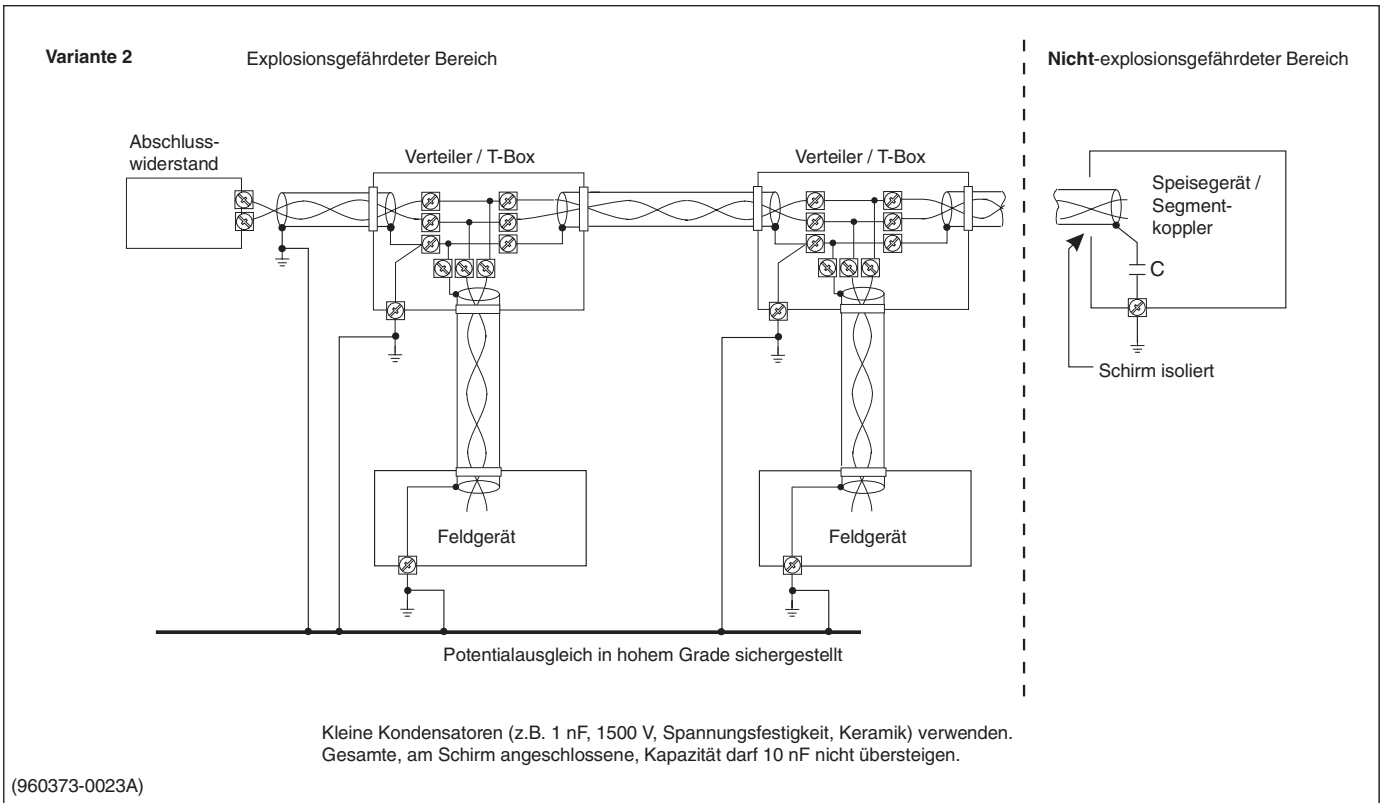 Variante 2
Explosionsgefährdeter Bereich
Nicht-explosionsgefährdeter Bereich
Abschluss-
widerstand
Verteiler / T-Box
Verteiler / T-Box
Speisegerät /
Segment-
koppler
C
Schirm isoliert
Feldgerät
Feldgerät
Potentialausgleich in hohem Grade sichergestellt
Kleine Kondensatoren (z.B. 1 nF, 1500 V, Spannungsfestigkeit, Keramik) verwenden.
Gesamte, am Schirm angeschlossene, Kapazität darf 10 nF nicht übersteigen.
(960373-0023A)